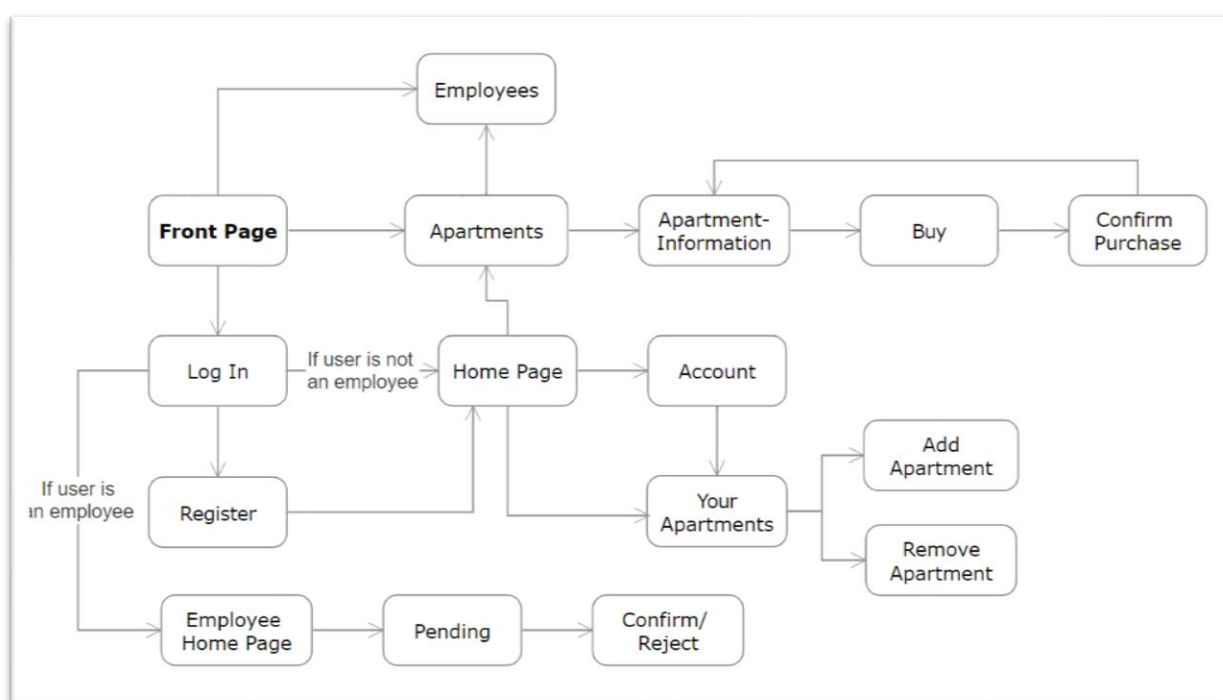 Employees
Front Page
Apartments
Apartment-
Information
Buy
Confirm
Purchase
Log In
If user is not
an employee
Home Page
Account
Add
Apartment
If user is
an employee
Register
Your
Apartments
Remove
Apartment
Employee
Home Page
Pending
Confirm/
Reject